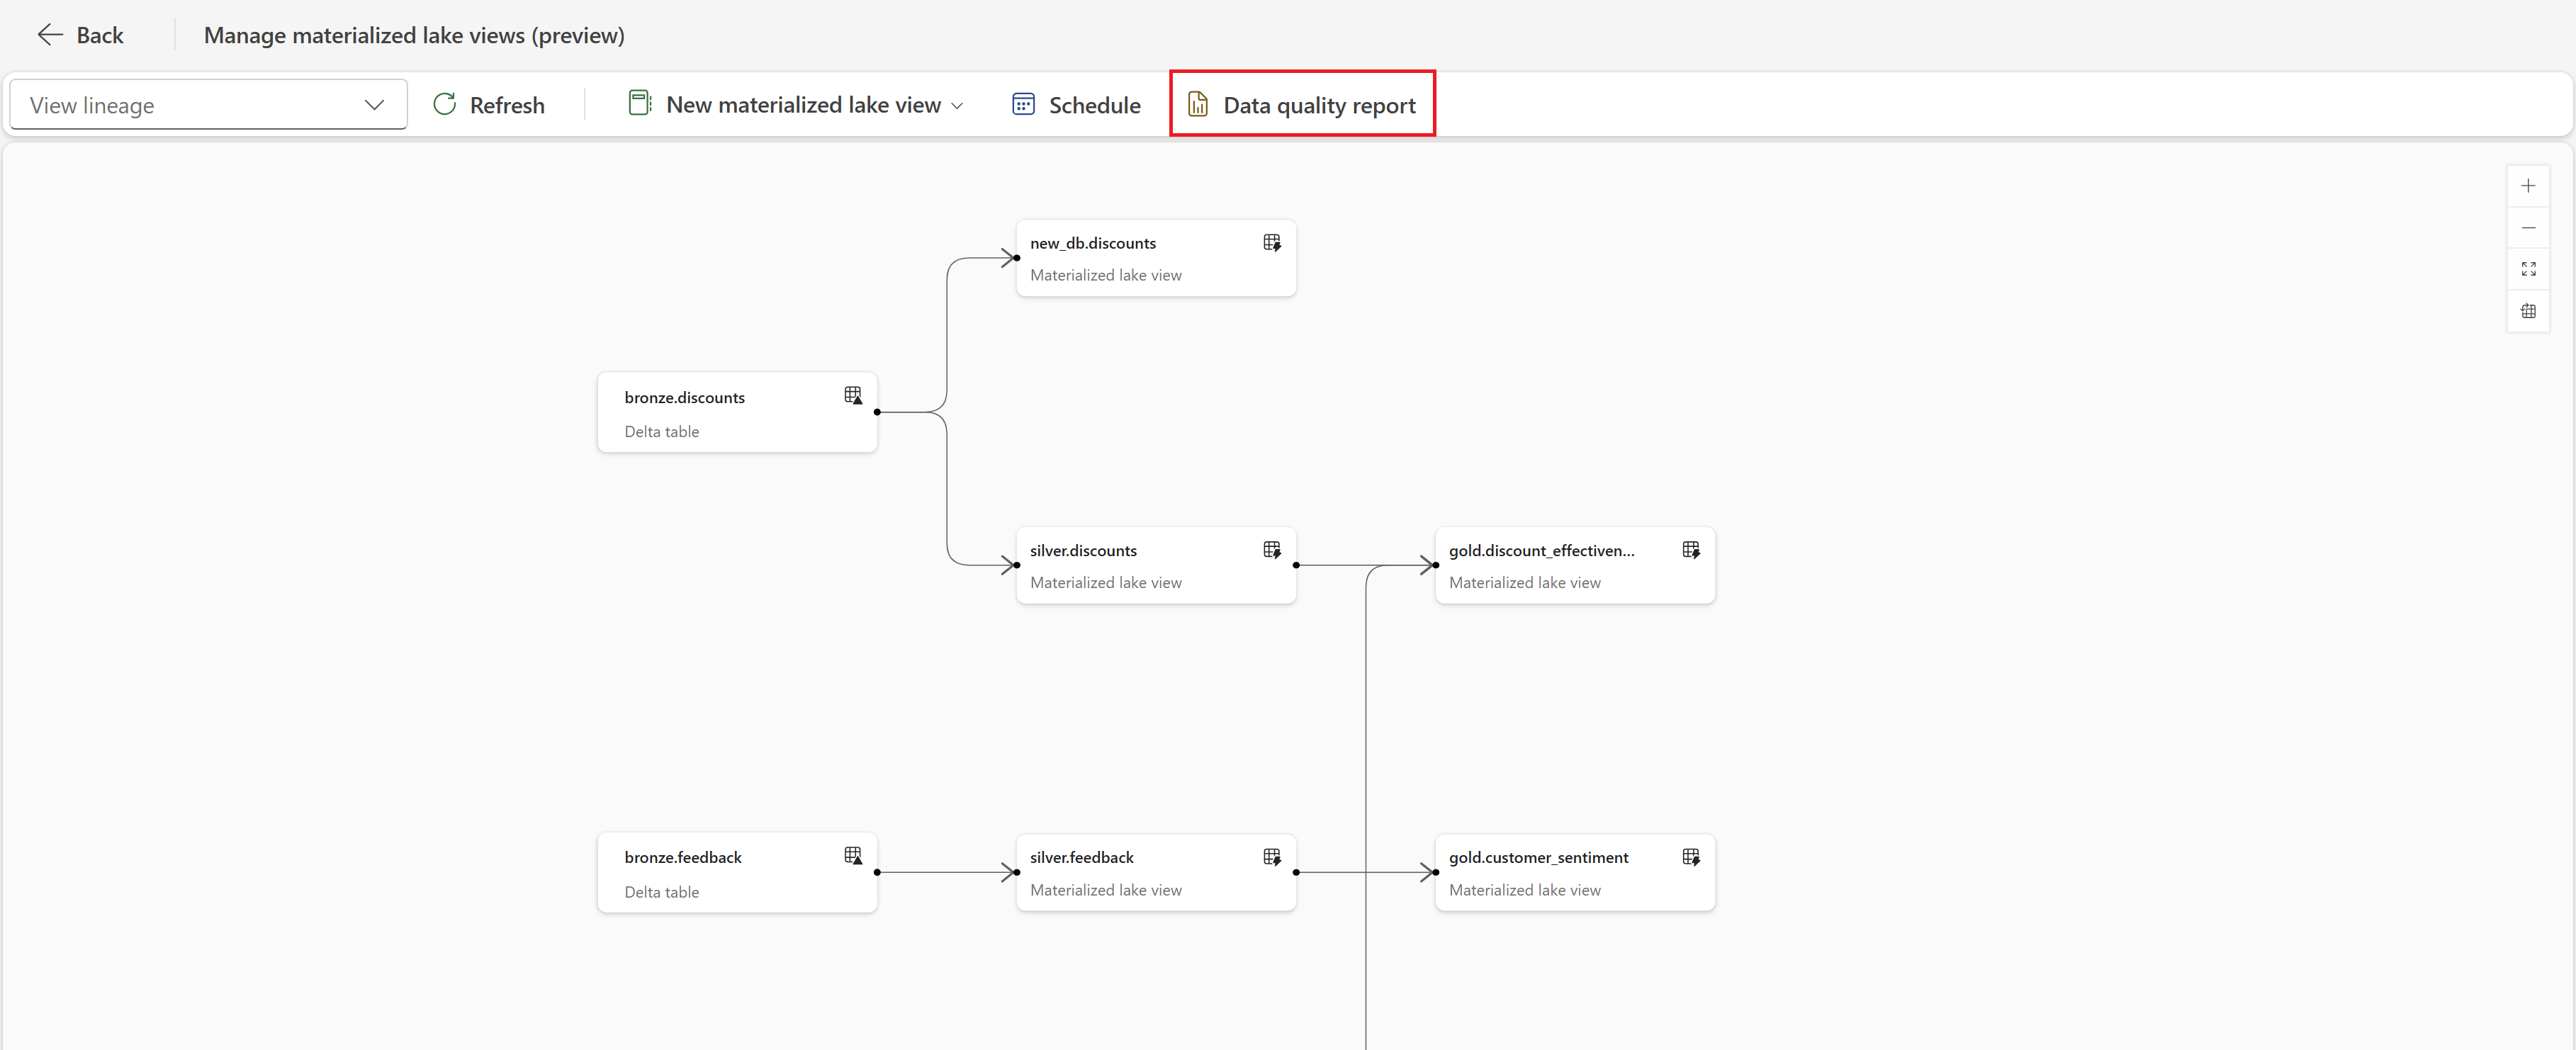 Back
Manage materialized lake views (preview)
View lineage
Refresh
New materialized lake view
Schedule
Data quality report
new_db.discounts
Materialized lake view
bronze.discounts
Delta table
silver.discounts
Materialized lake view
gold.discount_effectiven...
Materialized lake view
bronze.feedback
Delta table
silver.feedback
Materialized lake view
gold.customer_sentiment
Materialized lake view